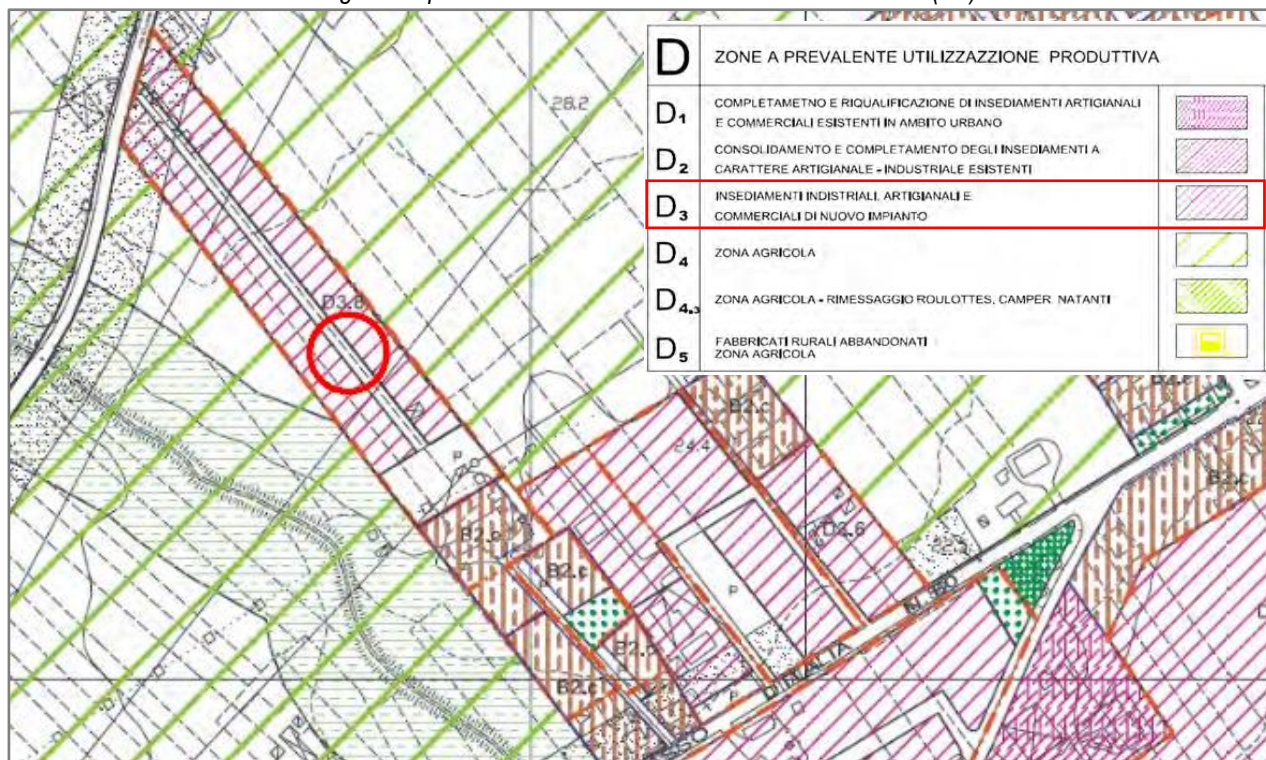 D ZONE A PREVALENTE UTILIZZAZZIONE PRODUTTIVA
D1 COMPLETAMETNO E RIQUALIFICAZIONE DI INSEDIAMENTI ARTIGIANALI
E COMMERCIALI ESISTENTI IN AMBITO URBANO
D2 CONSOLIDAMENTO E COMPLETAMENTO DEGLI INSEDIAMENTI A
CARATTERE ARTIGIANALE - INDUSTRIALE ESISTENTI
D3 INSEDIAMENTI INDISTRIALI, ARTIGIANALI E
COMMERCIALI DI NUOVO IMPIANTO
D4 ZONA AGRICOLA
D4.3 ZONA AGRICOLA - RIMESSAGGIO ROULOTTES, CAMPER, NATANTI
D5 FABBRICATI RURALI ABBANDONATI
ZONA AGRICOLA
28.2
B2.c
B2.c
24.4
B2.c
P
D3.6
P
B2.c
B2.c
P